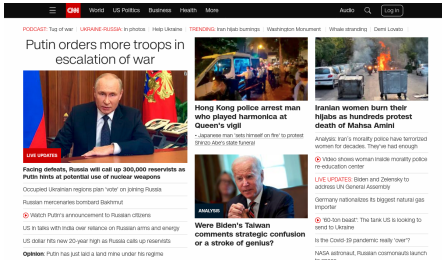 CNN World US Politics Business Health More Audio Log In
PODCAST: Tug of war UKRAINE-RUSSIA: In photos Help Ukraine TRENDING: Iran hijab burnings Washington Monument Whale stranding Demi Lovato
Putin orders more troops in
escalation of war
LIVE UPDATES
Facing defeats, Russia will call up 300,000 reservists as
Putin hints at potential use of nuclear weapons
Occupied Ukrainian regions plan 'vote' on joining Russia
Russian mercenaries bombard Bakhmut
Watch Putin's announcement to Russian citizens
US in talks with India over reliance on Russian arms and energy
US dollar hits new 20-year high as Russia calls up reservists
Opinion: Putin has just laid a land mine under his regime
Hong Kong police arrest man
who played harmonica at
Queen's vigil
• Japanese man 'sets himself on fire' to protest
Shinzo Abe's state funeral
ANALYSIS
Were Biden's Taiwan
comments strategic confusion
or a stroke of genius?
Iranian women burn their
hijabs as hundreds protest
death of Mahsa Amini
Analysis: Iran's morality police have terrorized
women for decades. They've had enough
Video shows woman inside morality police
re-education center
LIVE UPDATES: Biden and Zelensky to
address UN General Assembly
Germany nationalizes its biggest natural gas
importer
'60-ton beast': The tank US is looking to
send to Ukraine
Is the Covid-19 pandemic really 'over'?
NASA astronaut, Russian cosmonauts launch